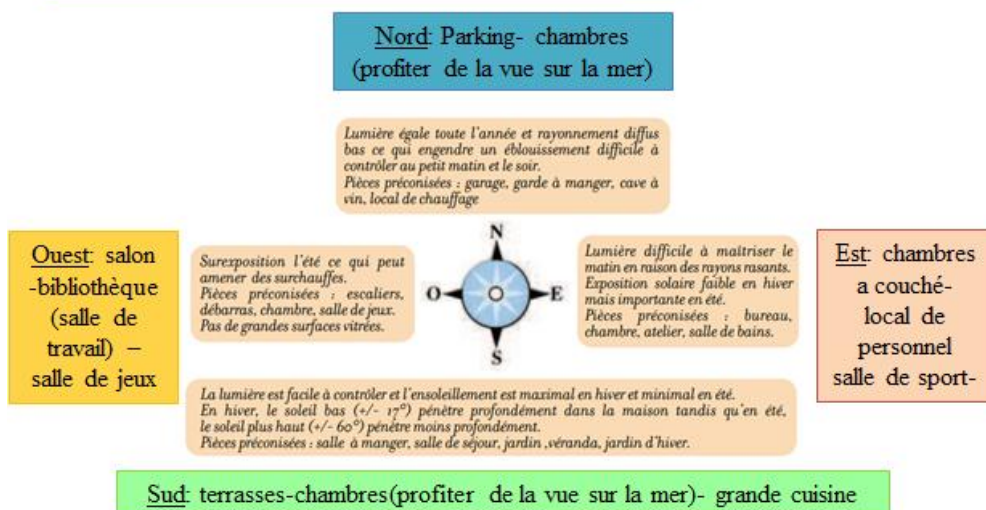 Nord: Parking- chambres
(profiter de la vue sur la mer)
Lumière égale toute l'année et rayonnement diffus
bas ce qui engendre un éblouissement difficile à
contrôler au petit matin et le soir.
Pièces préconisées : garage, garde à manger, cave à
vin, local de chauffage
Ouest: salon
-bibliothèque
(salle de
travail) –
salle de jeux
Surexposition l'été ce qui peut
amener des surchauffes.
Pièces préconisées : escaliers,
débarras, chambre, salle de jeux.
Pas de grandes surfaces vitrées.
N
O
E
S
Lumière difficile à maîtriser le
matin en raison des rayons rasants.
Exposition solaire faible en hiver
mais importante en été.
Pièces préconisées : bureau,
chambre, atelier, salle de bains.
Est: chambres
a couché-
local de
personnel
salle de sport-
La lumière est facile à contrôler et l'ensoleillement est maximal en hiver et minimal en été.
En hiver, le soleil bas (+/- 17°) pénètre profondément dans la maison tandis qu'en été,
le soleil plus haut (+/- 60°) pénètre moins profondément.
Pièces préconisées : salle à manger, salle de séjour, jardin ,véranda, jardin d'hiver.
Sud: terrasses-chambres(profiter de la vue sur la mer)- grande cuisine